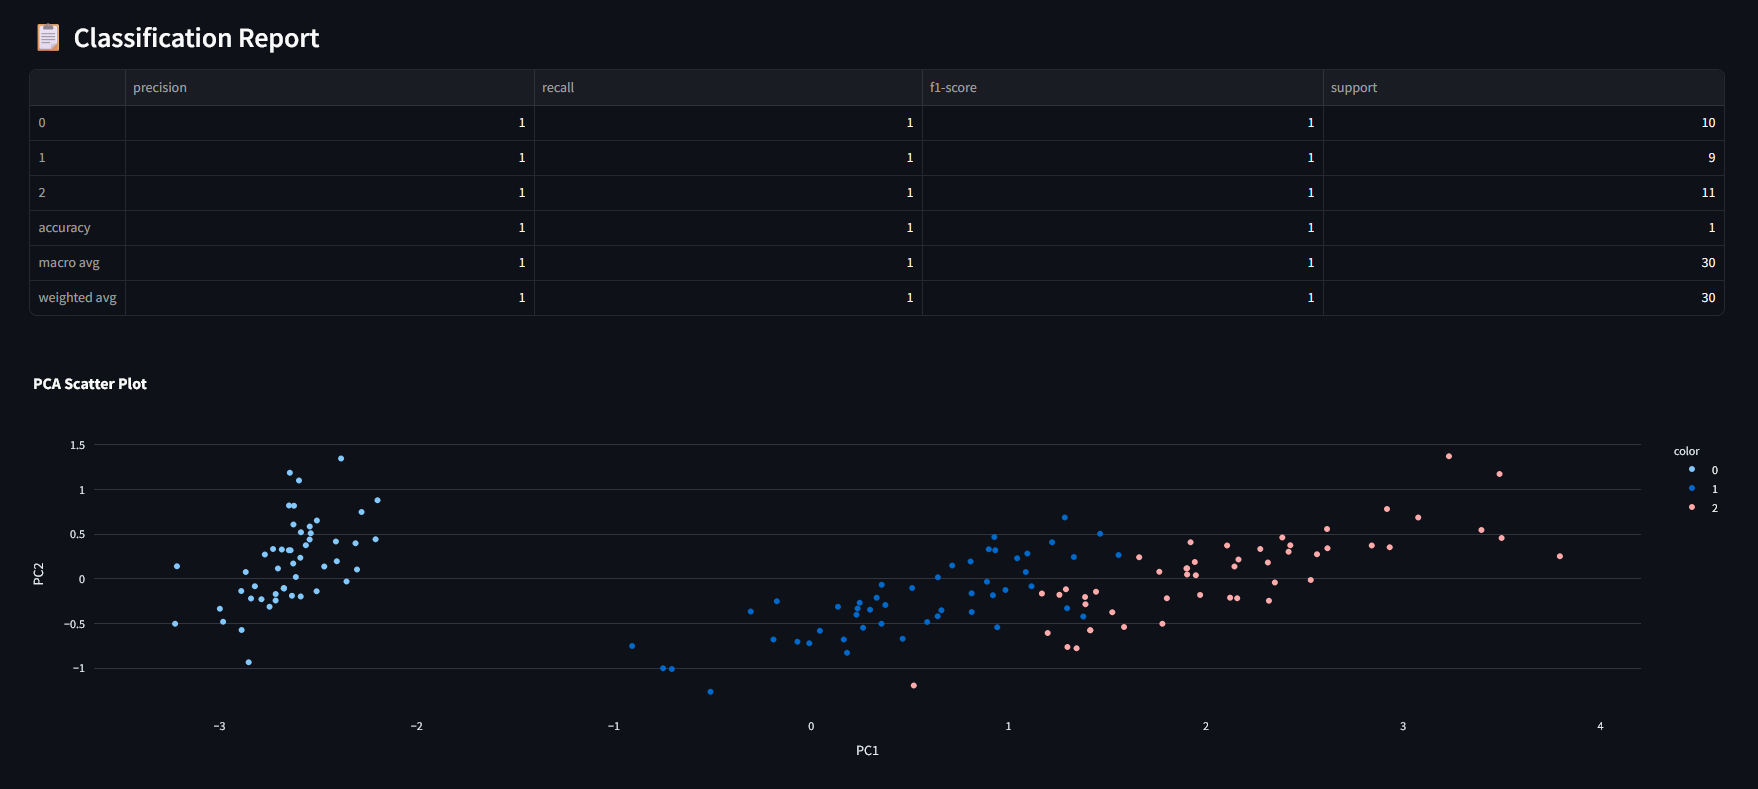 📋 Classification Report
precision recall f1-score support
0 1 1 1 10
1 1 1 1 9
2 1 1 1 11
accuracy 1 1 1 1
macro avg 1 1 1 30
weighted avg 1 1 1 30
PCA Scatter Plot
1.5
1
0.5
0
−0.5
−1
PC2
−3 −2 −1 0 1 2 3 4
PC1
color
0
1
2